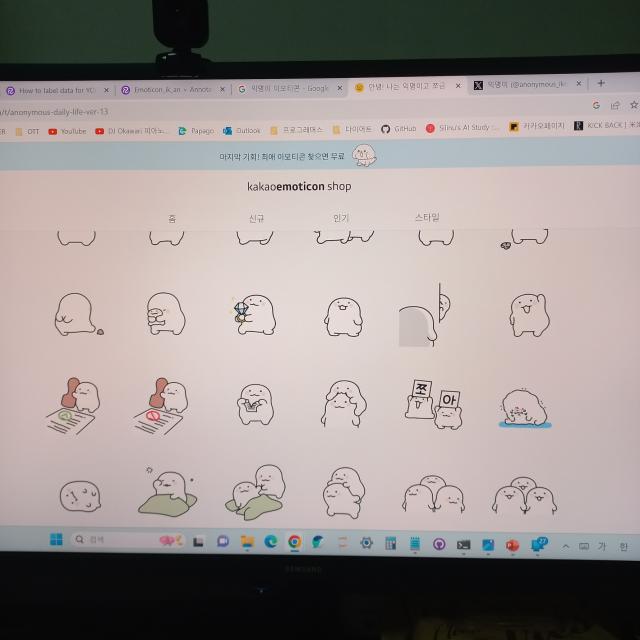 How to label data for YO
Emoticon_ik_an > Annota
익명이 이모티콘 - Google
안녕! 나는 익명이고 쪼금
익명이 (@anonymous_ik
/t/anonymous-daily-life-ver-13
ER OTT YouTube DJ Okawari 피아노... Papago Outlook 프로그래머스 다이어트 GitHub Silnu's AI Study :... 카카오페이지 KICK BACK |
마지막 기회! 최애 이모티콘 찾으면 무료
kakaoemoticon shop
홈 신규 인기 스타일
쪼 아
검색
27
가 한
SAMSUNG